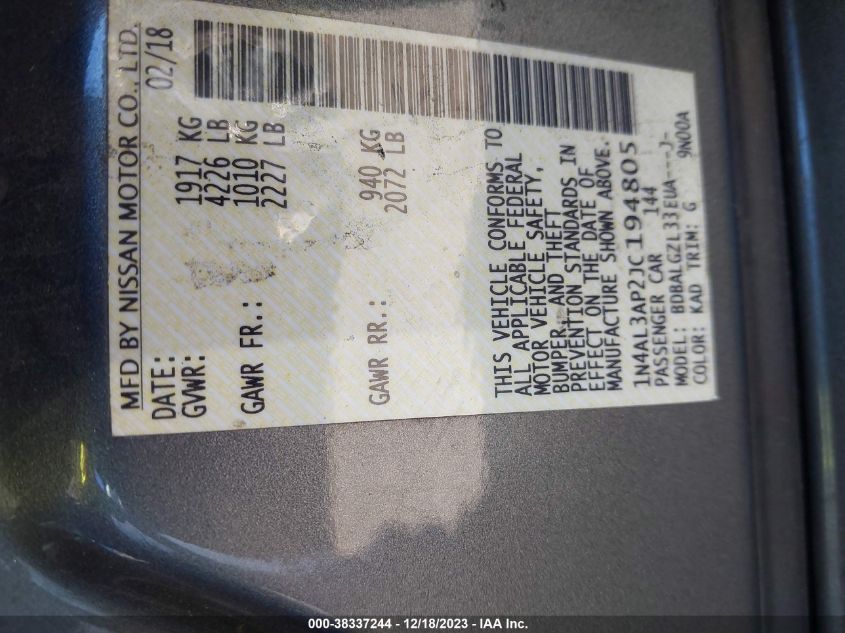 MFD BY NISSAN MOTOR CO., LTD.
DATE: 02/18
GVWR: 1917 KG
4226 LB
GAWR FR.: 1010 KG
2227 LB
GAWR RR.: 940 KG
2072 LB
THIS VEHICLE CONFORMS TO
ALL APPLICABLE FEDERAL
MOTOR VEHICLE SAFETY,
BUMPER, AND THEFT
PREVENTION STANDARDS IN
EFFECT ON THE DATE OF
MANUFACTURE SHOWN ABOVE.
1N4AL3AP2JC194805
PASSENGER CAR 144
MODEL: BDBALGZL33EUA---J-
COLOR: KAD TRIM: G 9N00A
000-38337244 - 12/18/2023 - IAA Inc.